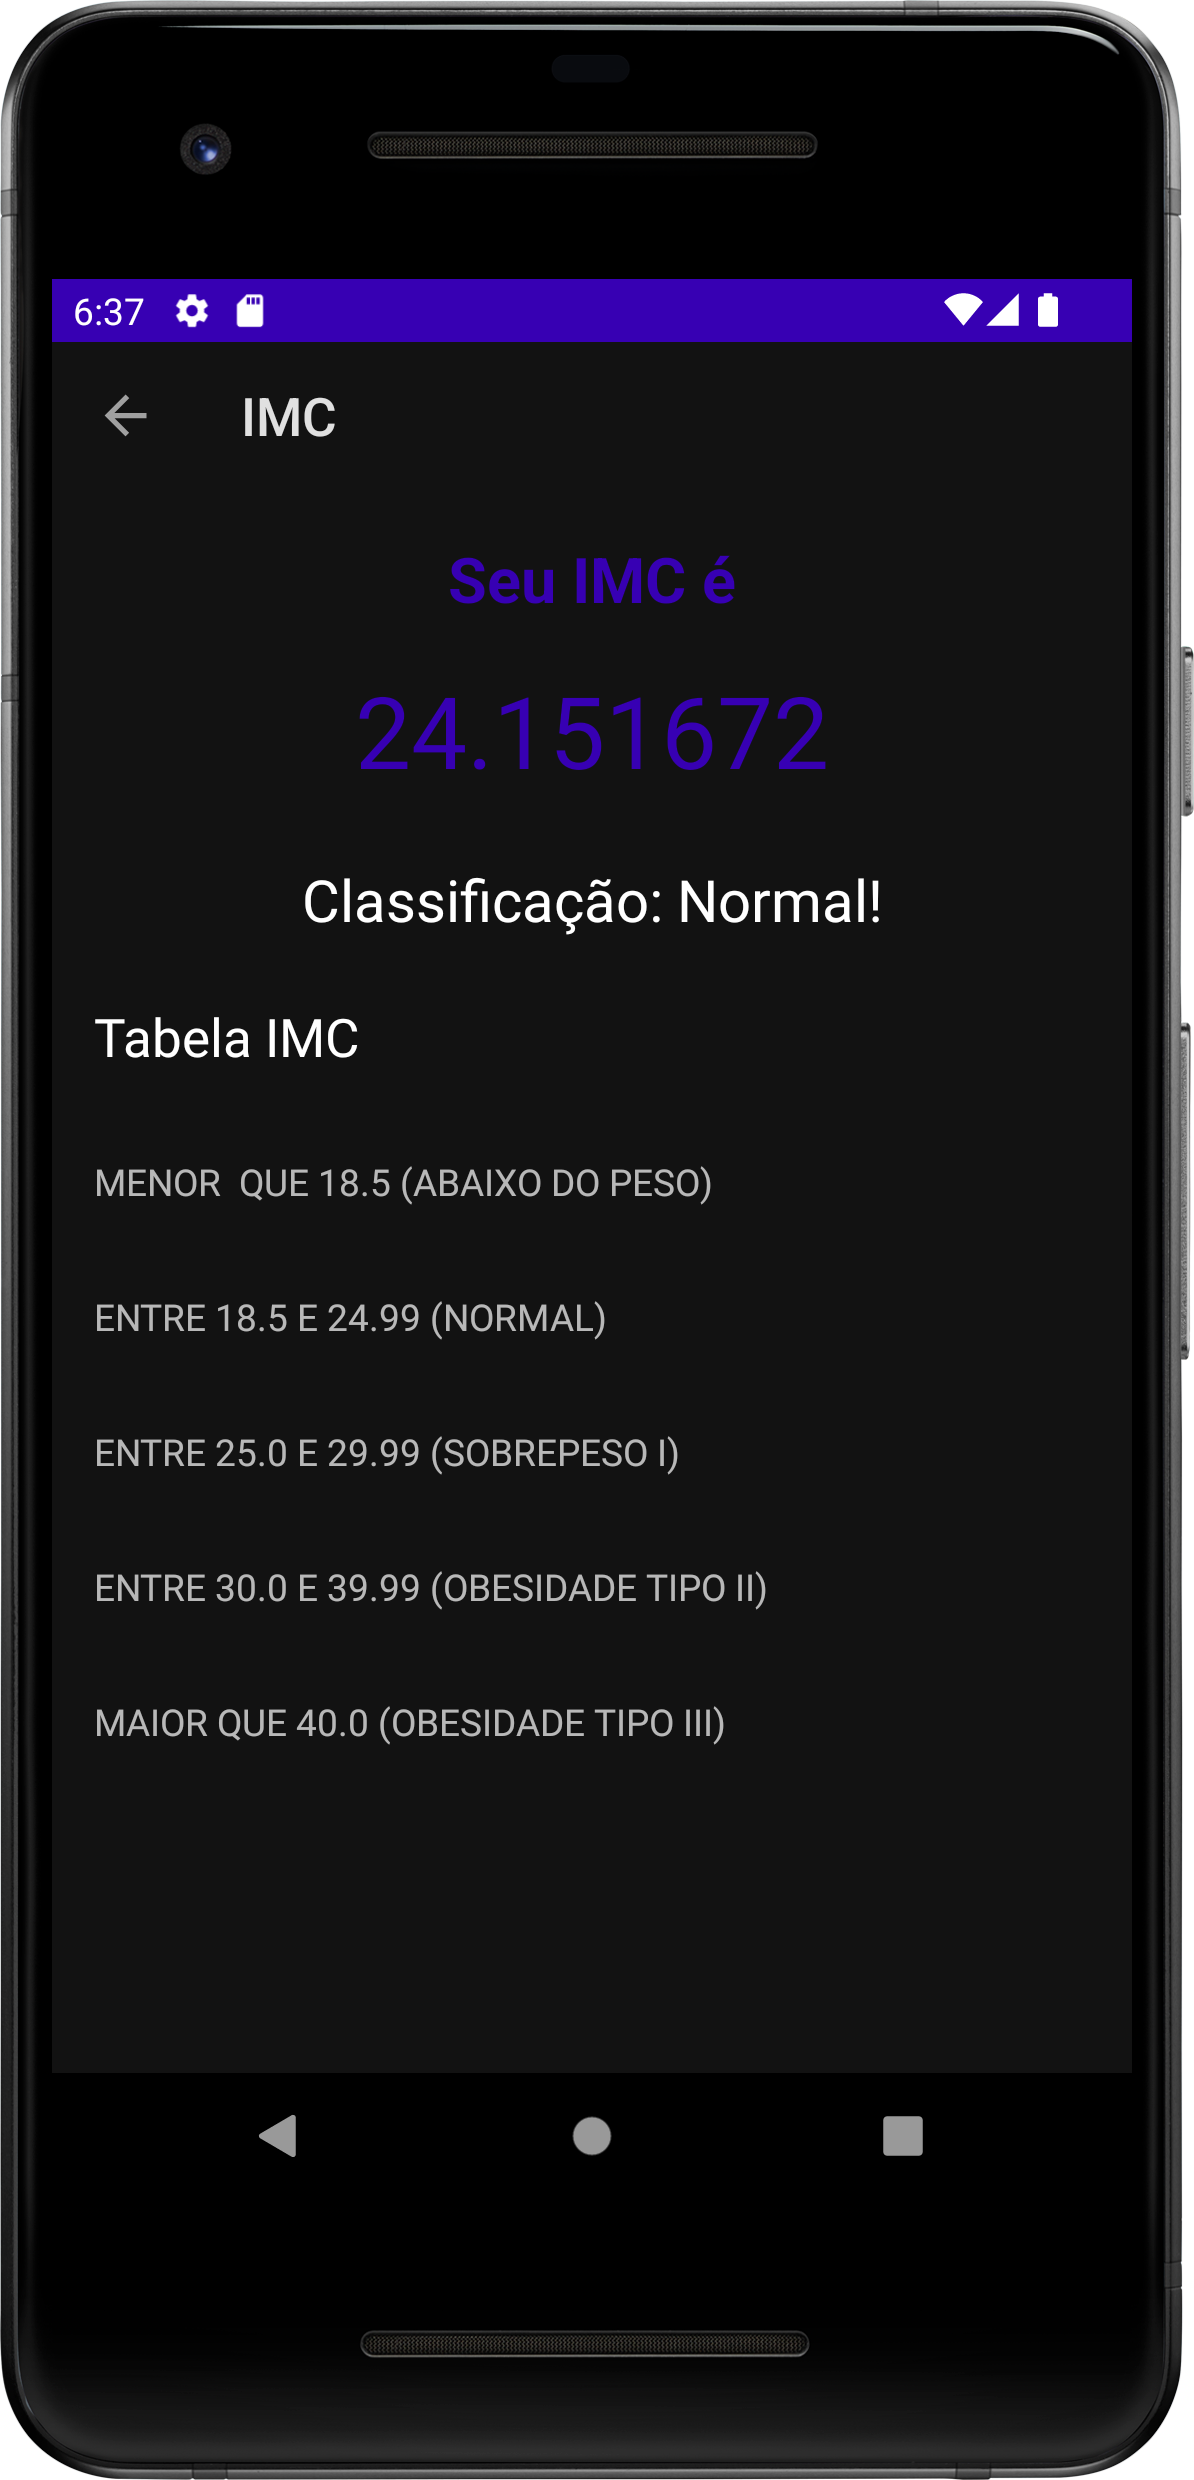 6:37
IMC
Seu IMC é
24.151672
Classificação: Normal!
Tabela IMC
MENOR  QUE 18.5 (ABAIXO DO PESO)
ENTRE 18.5 E 24.99 (NORMAL)
ENTRE 25.0 E 29.99 (SOBREPESO I)
ENTRE 30.0 E 39.99 (OBESIDADE TIPO II)
MAIOR QUE 40.0 (OBESIDADE TIPO III)